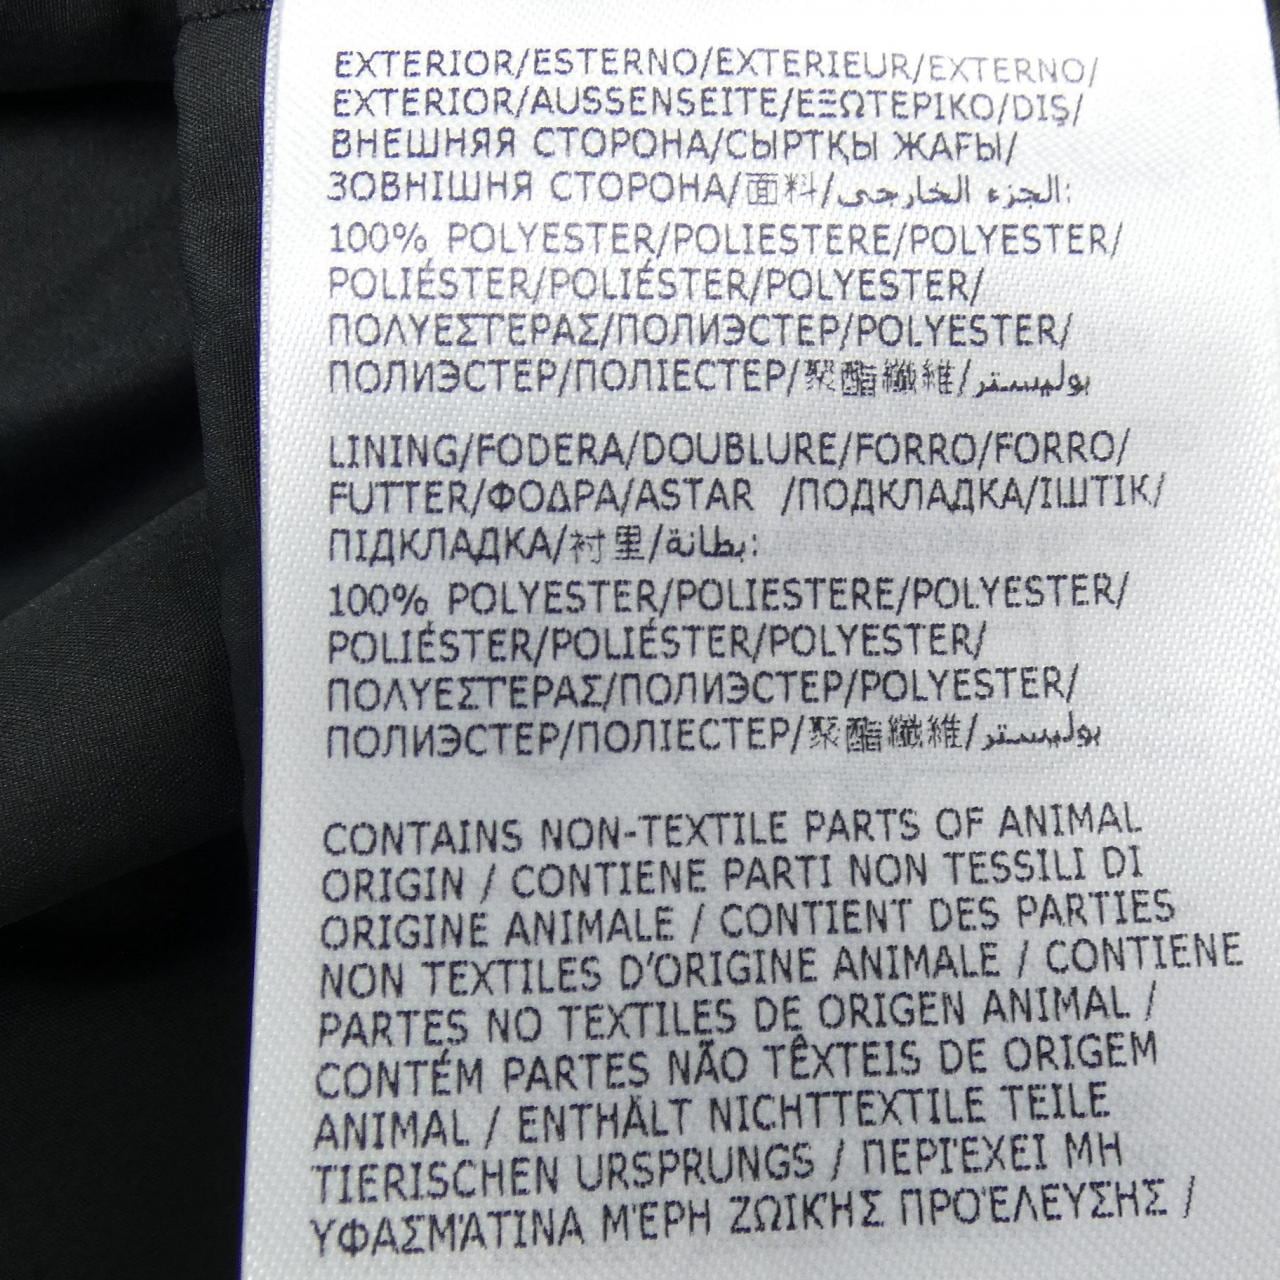 EXTERIOR/ESTERNO/EXTERIEUR/EXTERNO/
EXTERIOR/AUSSENSEITE/ΕΞΩΤΕΡΙΚΟ/DIŞ/
ВНЕШНЯЯ СТОРОНА/СЫРТҚЫ ЖАҒЫ/
ЗОВНІШНЯ СТОРОНА/面料/الجزء الخارجي:
100% POLYESTER/POLIESTERE/POLYESTER/
POLIÉSTER/POLIÉSTER/POLYESTER/
ΠΟΛΥΕΣΤΕΡΑΣ/ПОЛИЭСТЕР/POLYESTER/
ПОЛИЭСТЕР/ПОЛІЕСТЕР/聚酯纖維/بوليستر
LINING/FODERA/DOUBLURE/FORRO/FORRO/
FUTTER/ΦΟΔΡΑ/ASTAR /ПОДКЛАДКА/ІШТІК/
ПІДКЛАДКА/衬里/بطانة:
100% POLYESTER/POLIESTERE/POLYESTER/
POLIÉSTER/POLIÉSTER/POLYESTER/
ΠΟΛΥΕΣΤΕΡΑΣ/ПОЛИЭСТЕР/POLYESTER/
ПОЛИЭСТЕР/ПОЛІЕСТЕР/聚酯纖維/بوليستر
CONTAINS NON-TEXTILE PARTS OF ANIMAL
ORIGIN / CONTIENE PARTI NON TESSILI DI
ORIGINE ANIMALE / CONTIENT DES PARTIES
NON TEXTILES D'ORIGINE ANIMALE / CONTIENE
PARTES NO TEXTILES DE ORIGEN ANIMAL /
CONTÉM PARTES NÃO TÊXTEIS DE ORIGEM
ANIMAL / ENTHÄLT NICHTTEXTILE TEILE
TIERISCHEN URSPRUNGS / ΠΕΡΙΈΧΕΙ ΜΗ
ΥΦΑΣΜΆΤΙΝΑ ΜΈΡΗ ΖΩΙΚΉΣ ΠΡΟΈΛΕΥΣΗΣ /